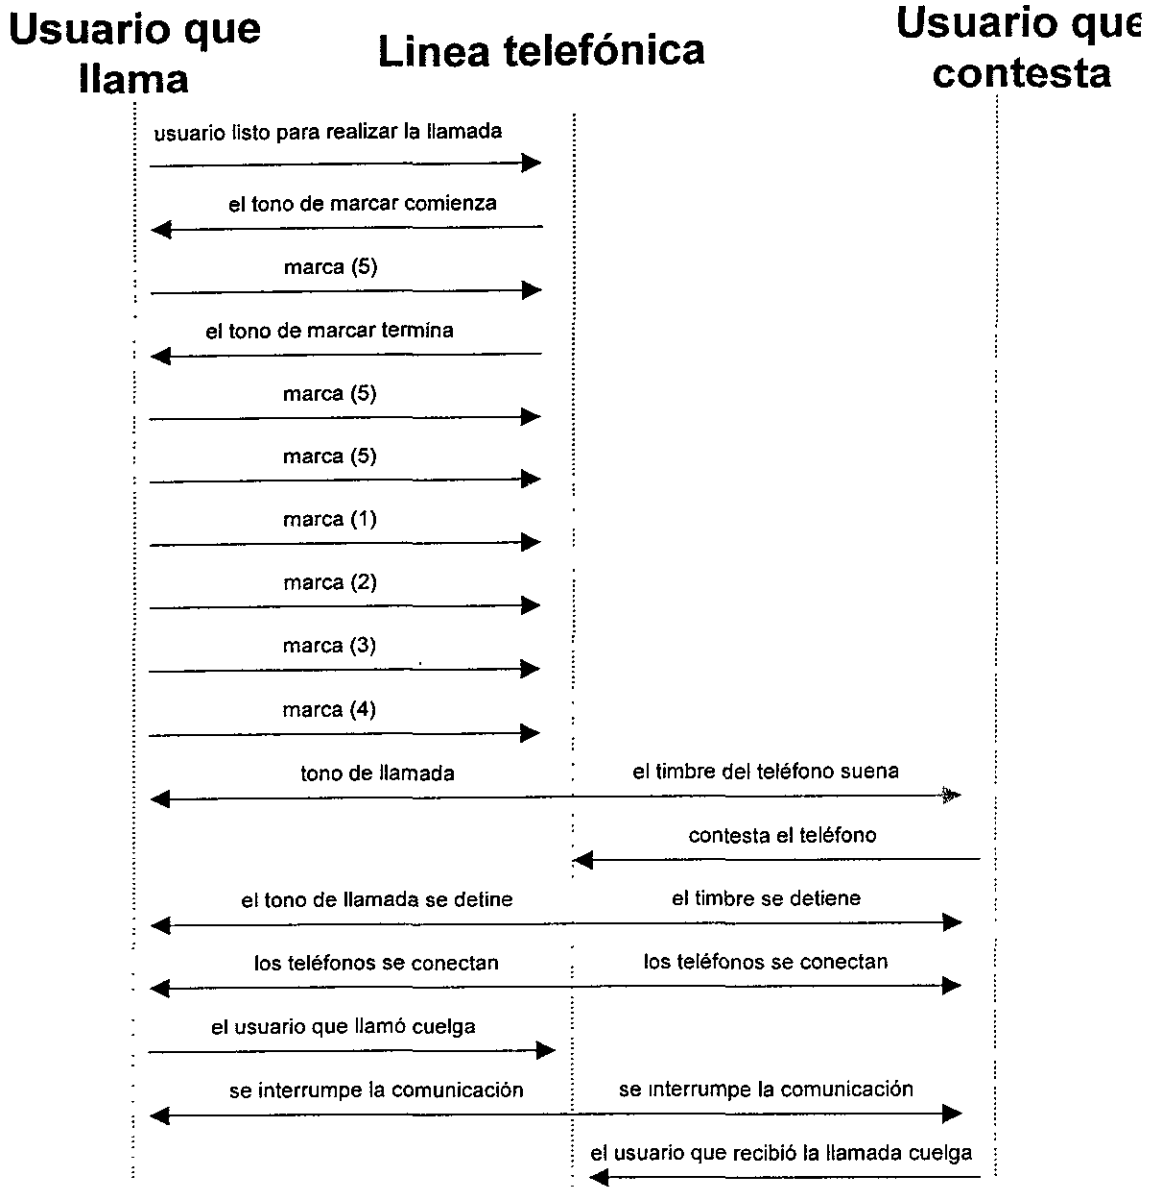 Usuario que
llama
Linea telefónica
Usuario que
contesta
usuario listo para realizar la llamada
el tono de marcar comienza
marca (5)
el tono de marcar termina
marca (5)
marca (5)
marca (1)
marca (2)
marca (3)
marca (4)
tono de llamada
el timbre del teléfono suena
contesta el teléfono
el tono de llamada se detine
el timbre se detiene
los teléfonos se conectan
los teléfonos se conectan
el usuario que llamó cuelga
se interrumpe la comunicación
se interrumpe la comunicación
el usuario que recibió la llamada cuelga